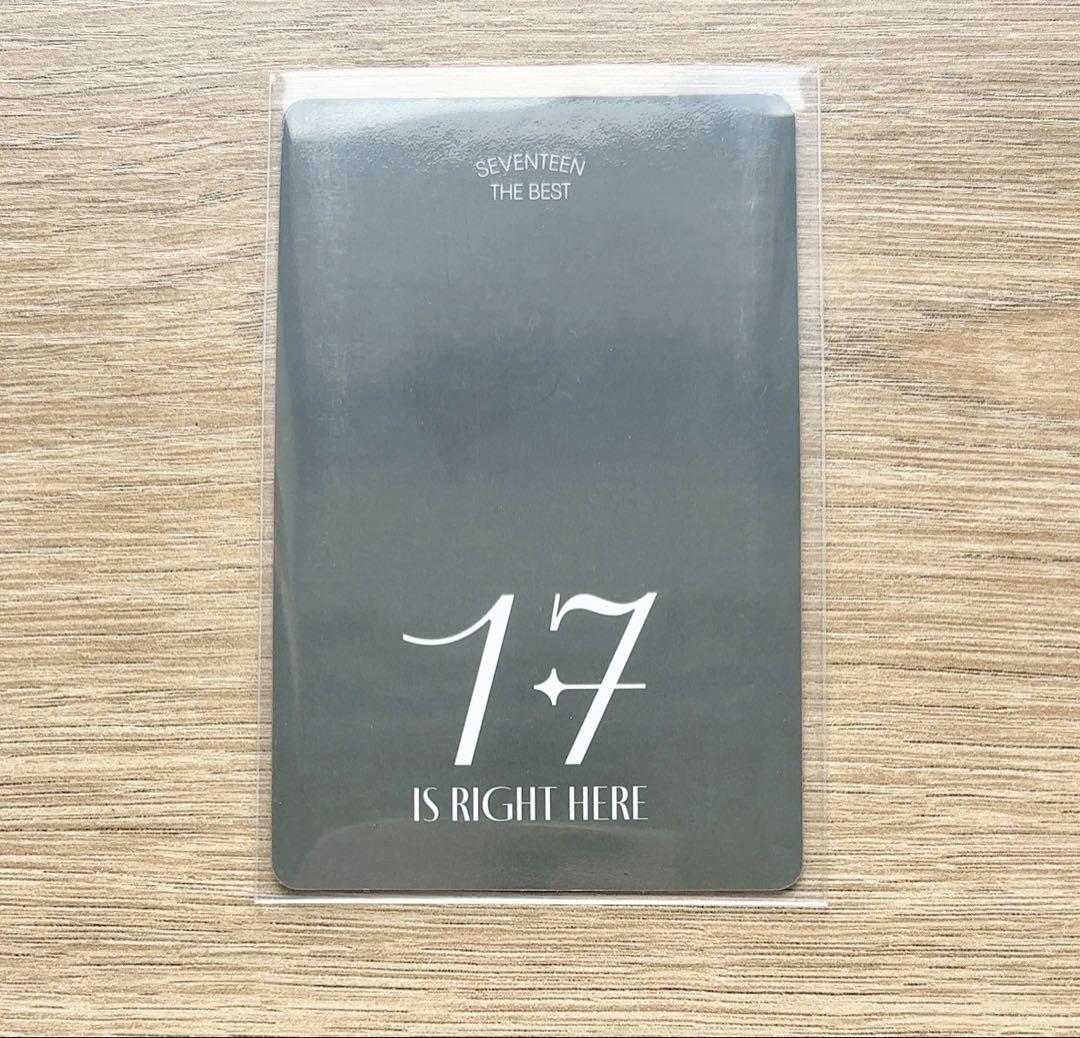 SEVENTEEN
THE BEST
17
IS RIGHT HERE